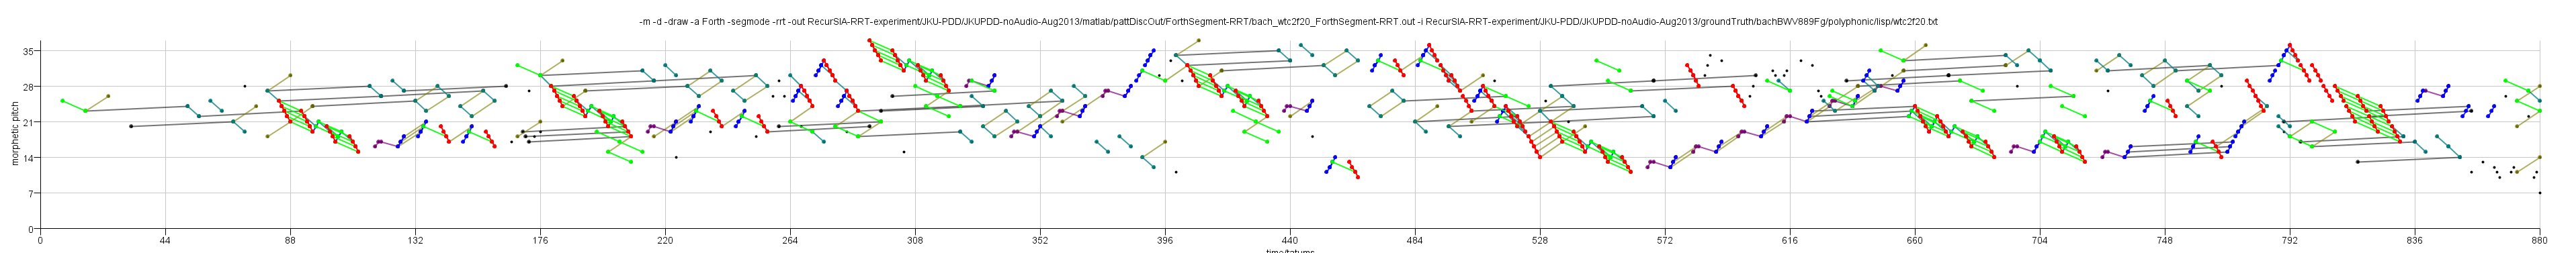 -m -d -draw -a Forth -segmode -rrt -out RecurSIA-RRT-experiment/JKU-PDD/JKUPDD-noAudio-Aug2013/matlab/pattDiscOut/ForthSegment-RRT/bach_wtc2f20_ForthSegment-RRT.out -i RecurSIA-RRT-experiment/JKU-PDD/JKUPDD-noAudio-Aug2013/groundTruth/bachBWV889Fg/polyphonic/lisp/wtc2f20.txt
morphetic pitch
35
28
21
14
7
0
0 44 88 132 176 220 264 308 352 396 440 484 528 572 616 660 704 748 792 836 880
time/tatums